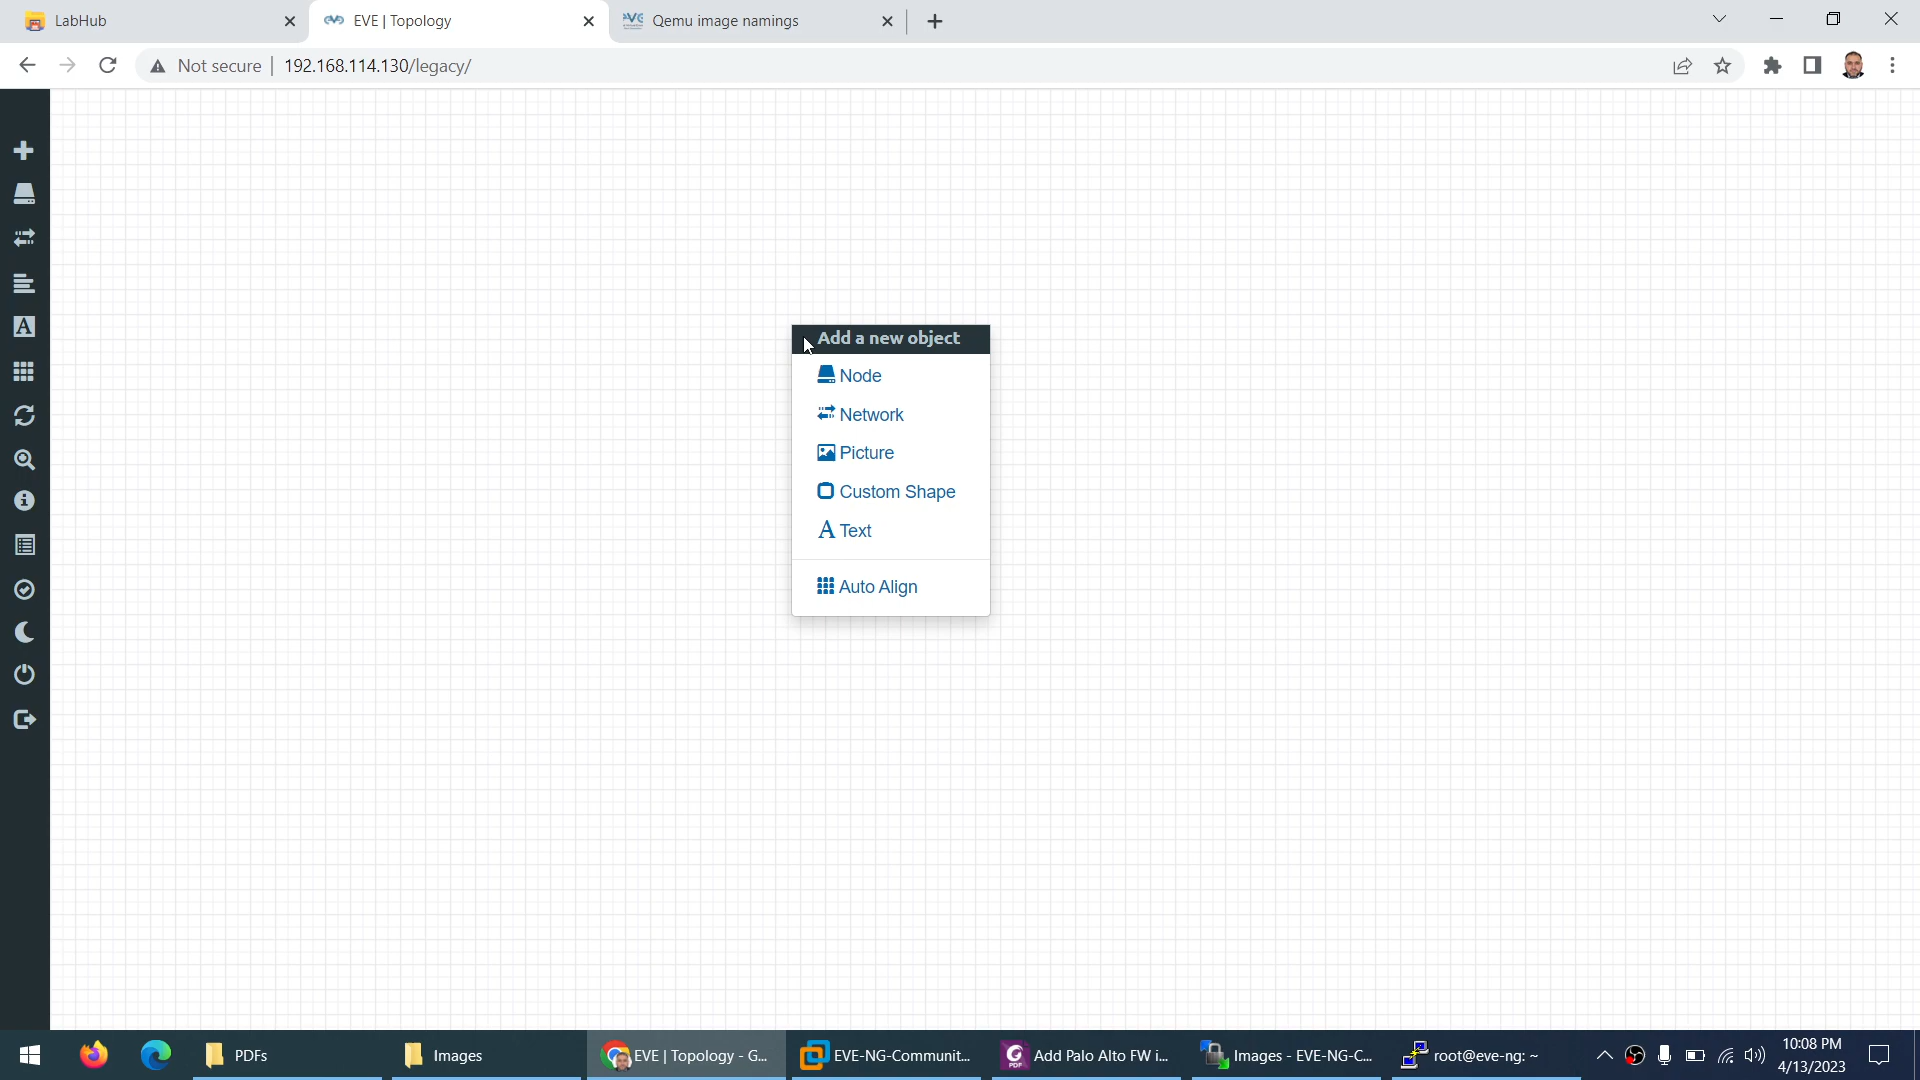 LabHub
EVE | Topology
Qemu image namings
Not secure
192.168.114.130/legacy/
Add a new object
Node
Network
Picture
Custom Shape
Text
Auto Align
PDFs
Images
EVE | Topology - G...
EVE-NG-Communit...
Add Palo Alto FW i...
Images - EVE-NG-C...
root@eve-ng: ~
10:08 PM
4/13/2023